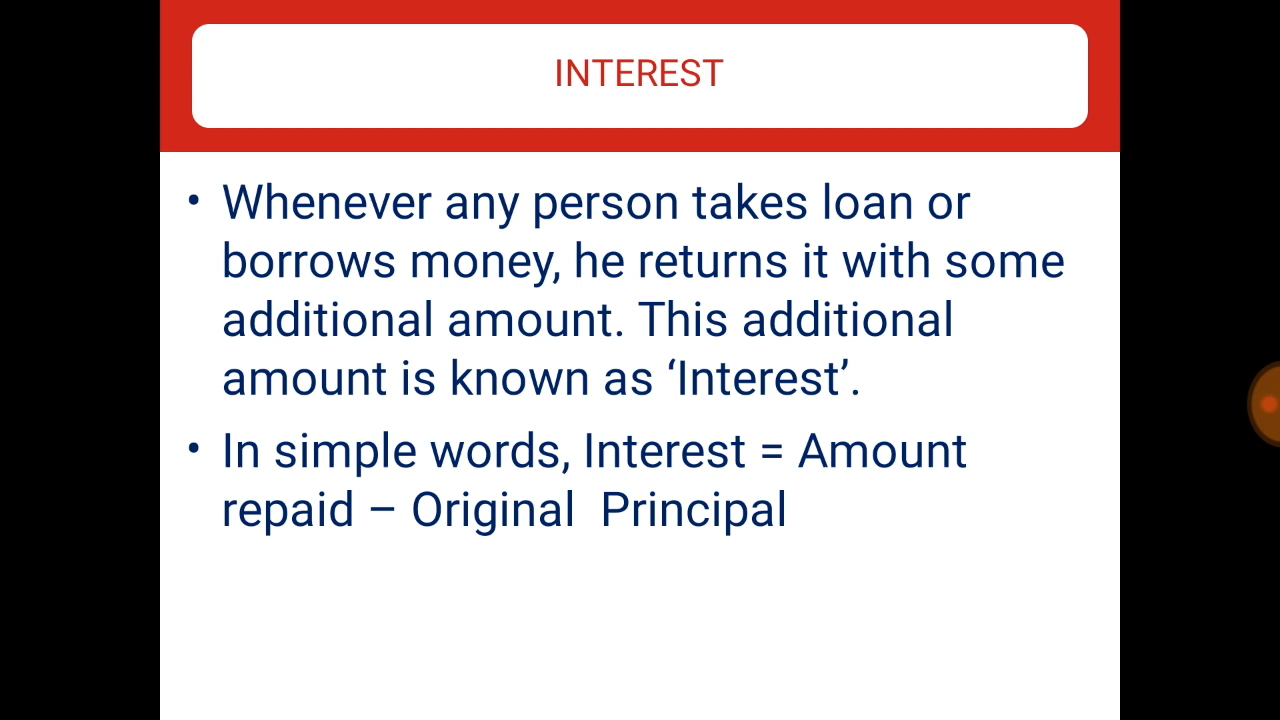 INTEREST
• Whenever any person takes loan or
borrows money, he returns it with some
additional amount. This additional
amount is known as ‘Interest’.
• In simple words, Interest = Amount
repaid – Original  Principal